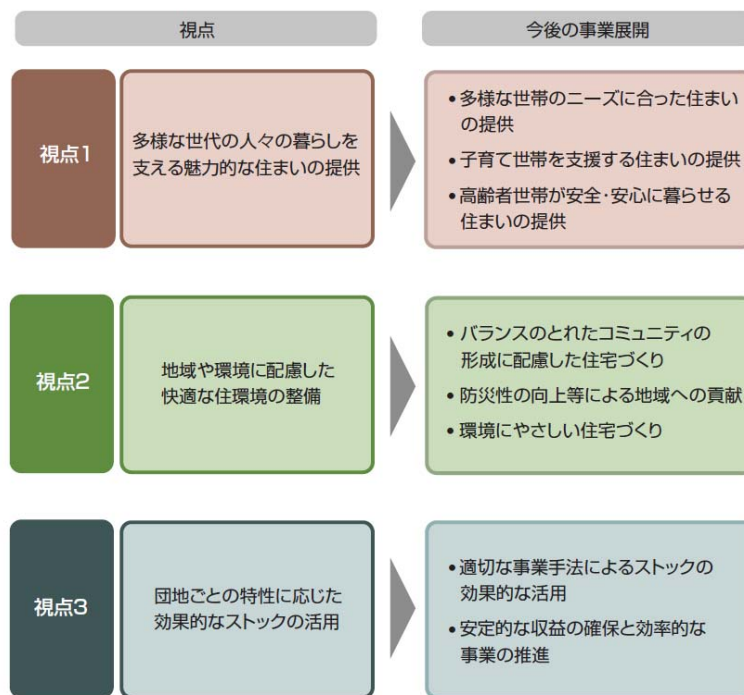 視点
今後の事業展開
視点1
多様な世代の人々の暮らしを
支える魅力的な住まいの提供
•多様な世帯のニーズに合った住まい
の提供
•子育て世帯を支援する住まいの提供
•高齢者世帯が安全・安心に暮らせる
住まいの提供
視点2
地域や環境に配慮した
快適な住環境の整備
•バランスのとれたコミュニティの
形成に配慮した住宅づくり
•防災性の向上等による地域への貢献
•環境にやさしい住宅づくり
視点3
団地ごとの特性に応じた
効果的なストックの活用
•適切な事業手法によるストックの
効果的な活用
•安定的な収益の確保と効率的な
事業の推進